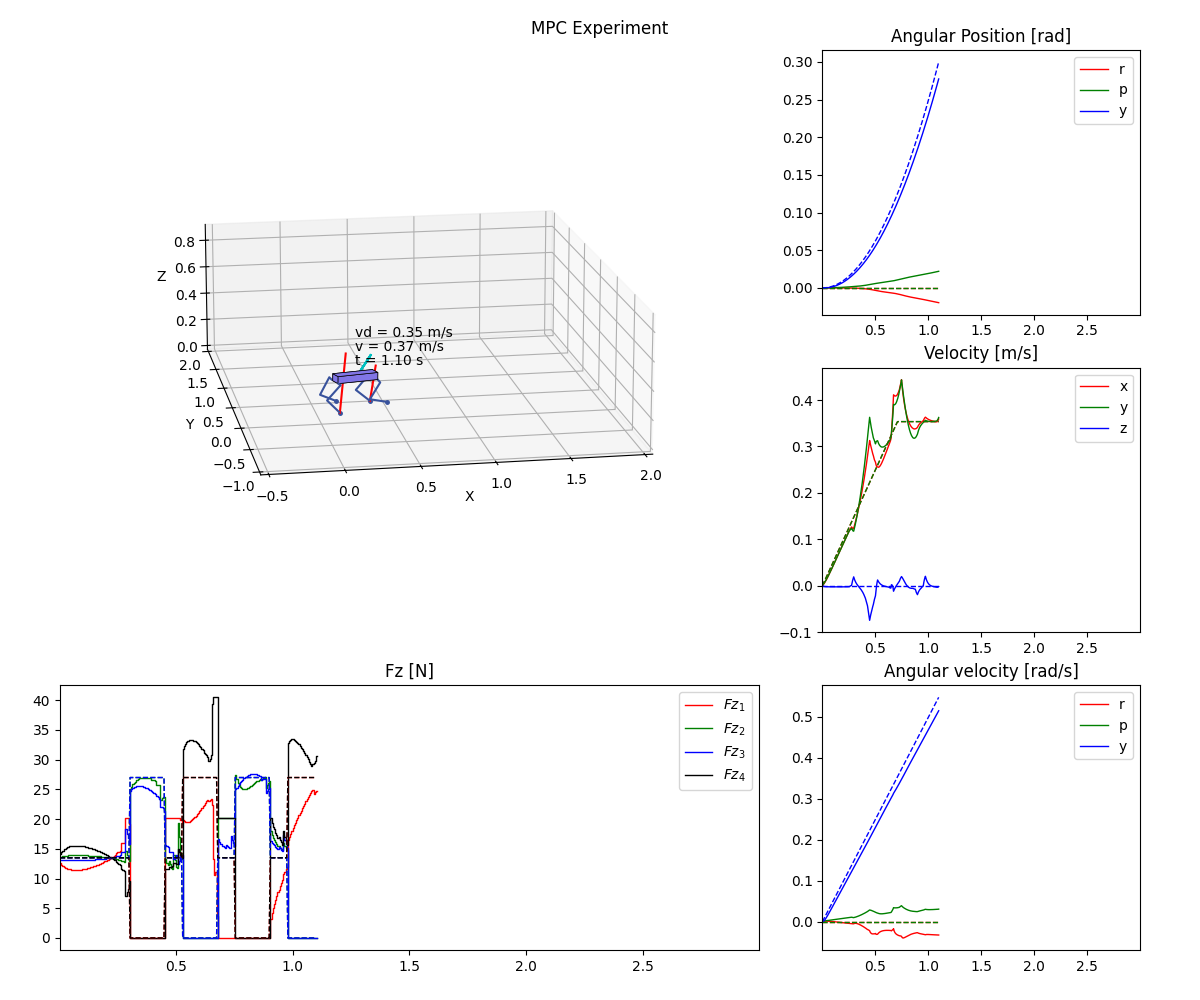 MPC Experiment
Z
0.8
0.6
0.4
0.2
0.0
2.0
1.5
1.0
Y 0.5
0.0
−0.5
−1.0
−0.5
0.0
0.5
1.0
1.5
2.0
X
vd = 0.35 m/s
v = 0.37 m/s
t = 1.10 s
Angular Position [rad]
0.30
0.25
0.20
0.15
0.10
0.05
0.00
0.5 1.0 1.5 2.0 2.5
r
p
y
Velocity [m/s]
0.4
0.3
0.2
0.1
0.0
−0.1
0.5 1.0 1.5 2.0 2.5
x
y
z
Fz [N]
40
35
30
25
20
15
10
5
0
0.5 1.0 1.5 2.0 2.5
Fz1
Fz2
Fz3
Fz4
Angular velocity [rad/s]
0.5
0.4
0.3
0.2
0.1
0.0
0.5 1.0 1.5 2.0 2.5
r
p
y